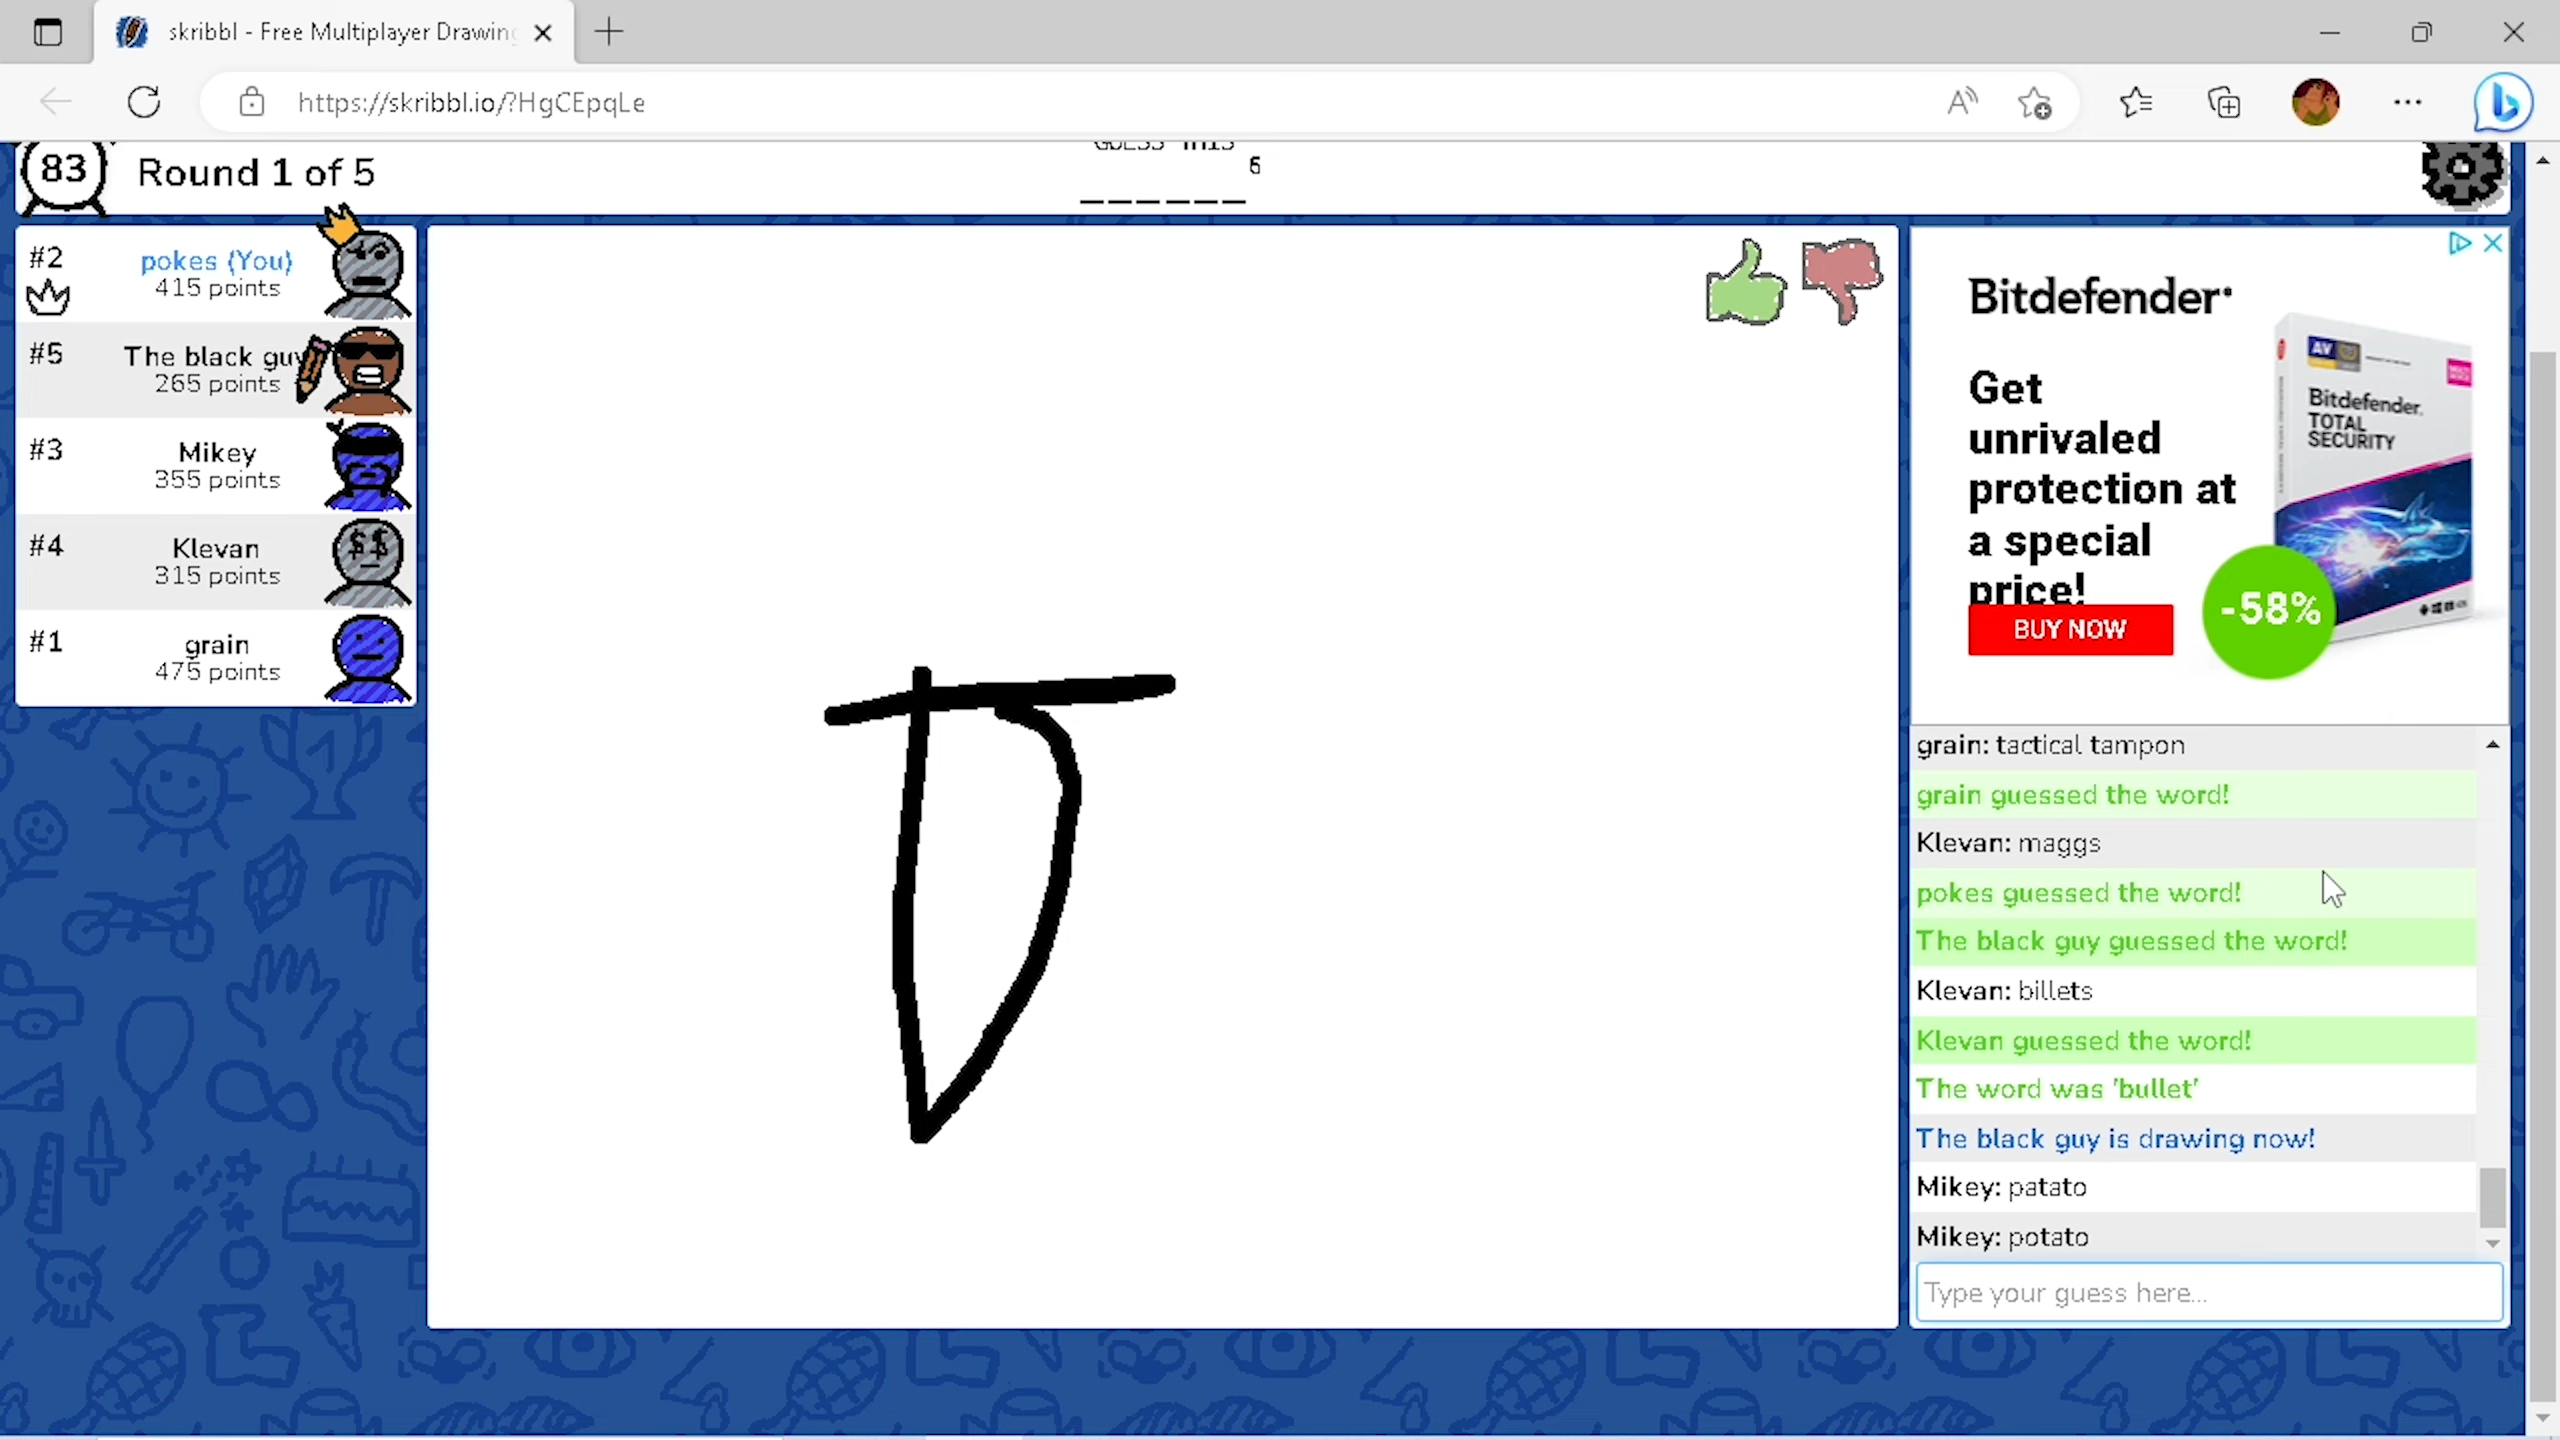 skribbl - Free Multiplayer Drawing
https://skribbl.io/?HgCEpqLe
83
Round 1 of 5
GUESS THIS
6
#2
pokes (You)
415 points
#5
The black guy
265 points
#3
Mikey
355 points
#4
Klevan
315 points
#1
grain
475 points
Bitdefender
Get
unrivaled
protection at
a special
price!
BUY NOW
-58%
Bitdefender
TOTAL
SECURITY
grain: tactical tampon
grain guessed the word!
Klevan: maggs
pokes guessed the word!
The black guy guessed the word!
Klevan: billets
Klevan guessed the word!
The word was 'bullet'
The black guy is drawing now!
Mikey: patato
Mikey: potato
Type your guess here...